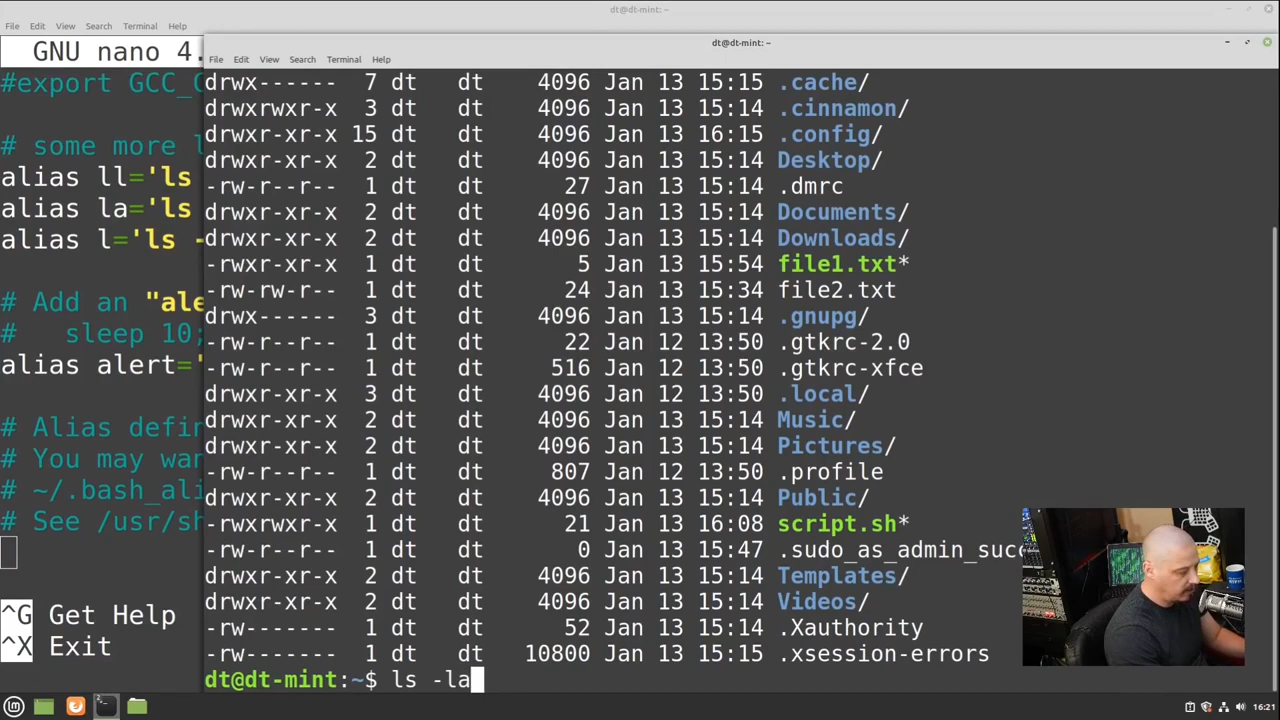 dt@dt-mint: ~
File Edit View Search Terminal Help
GNU nano 4.
#export GCC_C
# some more l
alias ll='ls
alias la='ls
alias l='ls -
# Add an "ale
#   sleep 10;
alias alert='
# Alias defin
# You may wan
# ~/.bash_ali
# See /usr/sh
^G Get Help
^X Exit
dt@dt-mint: ~
File Edit View Search Terminal Help
drwx------ 7 dt dt 4096 Jan 13 15:15 .cache/
drwxrwxr-x 3 dt dt 4096 Jan 13 15:14 .cinnamon/
drwxr-xr-x 15 dt dt 4096 Jan 13 16:15 .config/
drwxr-xr-x 2 dt dt 4096 Jan 13 15:14 Desktop/
-rw-r--r-- 1 dt dt 27 Jan 13 15:14 .dmrc
drwxr-xr-x 2 dt dt 4096 Jan 13 15:14 Documents/
drwxr-xr-x 2 dt dt 4096 Jan 13 15:14 Downloads/
-rwxr-xr-x 1 dt dt 5 Jan 13 15:54 file1.txt*
-rw-rw-r-- 1 dt dt 24 Jan 13 15:34 file2.txt
drwx------ 3 dt dt 4096 Jan 13 15:14 .gnupg/
-rw-r--r-- 1 dt dt 22 Jan 12 13:50 .gtkrc-2.0
-rw-r--r-- 1 dt dt 516 Jan 12 13:50 .gtkrc-xfce
drwxr-xr-x 3 dt dt 4096 Jan 12 13:50 .local/
drwxr-xr-x 2 dt dt 4096 Jan 13 15:14 Music/
drwxr-xr-x 2 dt dt 4096 Jan 13 15:14 Pictures/
-rw-r--r-- 1 dt dt 807 Jan 12 13:50 .profile
drwxr-xr-x 2 dt dt 4096 Jan 13 15:14 Public/
-rwxrwxr-x 1 dt dt 21 Jan 13 16:08 script.sh*
-rw-r--r-- 1 dt dt 0 Jan 13 15:47 .sudo_as_admin_succ
drwxr-xr-x 2 dt dt 4096 Jan 13 15:14 Templates/
drwxr-xr-x 2 dt dt 4096 Jan 13 15:14 Videos/
-rw------- 1 dt dt 52 Jan 13 15:14 .Xauthority
-rw------- 1 dt dt 10800 Jan 13 15:15 .xsession-errors
dt@dt-mint:~$ ls -la
16:21